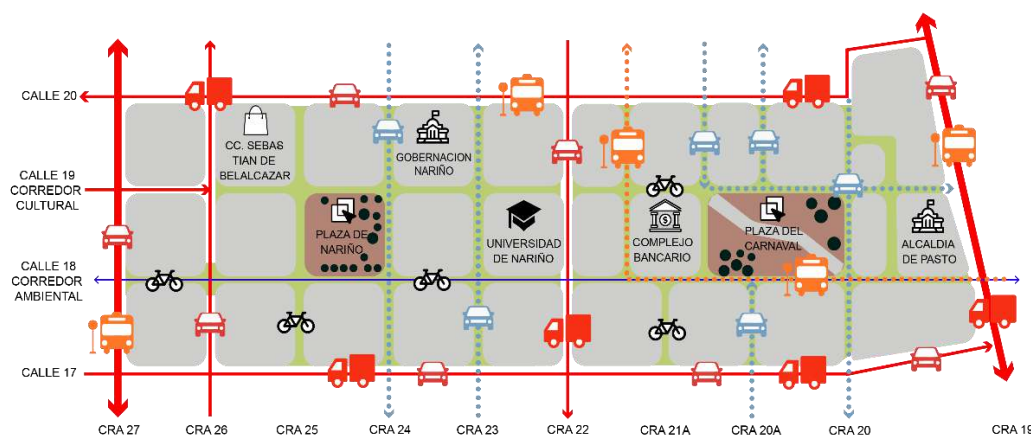 CALLE 20
CC. SEBAS
TIAN DE
BELALCAZAR
GOBERNACION
NARIÑO
CALLE 19
CORREDOR
CULTURAL
PLAZA DE
NARIÑO
UNIVERSIDAD
DE NARIÑO
COMPLEJO
BANCARIO
PLAZA DEL
CARNAVAL
ALCALDIA
DE PASTO
CALLE 18
CORREDOR
AMBIENTAL
CALLE 17
CRA 27
CRA 26
CRA 25
CRA 24
CRA 23
CRA 22
CRA 21A
CRA 20A
CRA 20
CRA 19